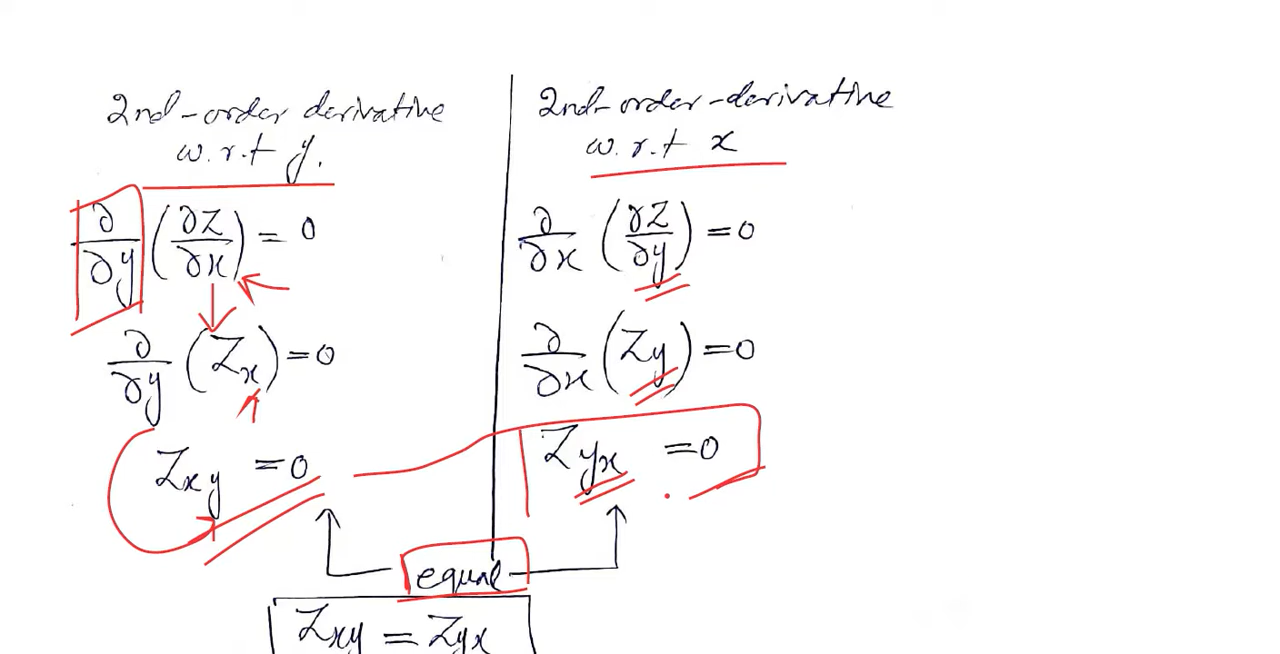 2nd-order derivative
w.r.t y.
∂/∂y (∂Z/∂x) = 0
∂/∂y (Zx) = 0
Zxy = 0
2nd-order-derivative
w.r.t x
∂/∂x (∂Z/∂y) = 0
∂/∂x (Zy) = 0
Zyx = 0
equal
Zxy = Zyx